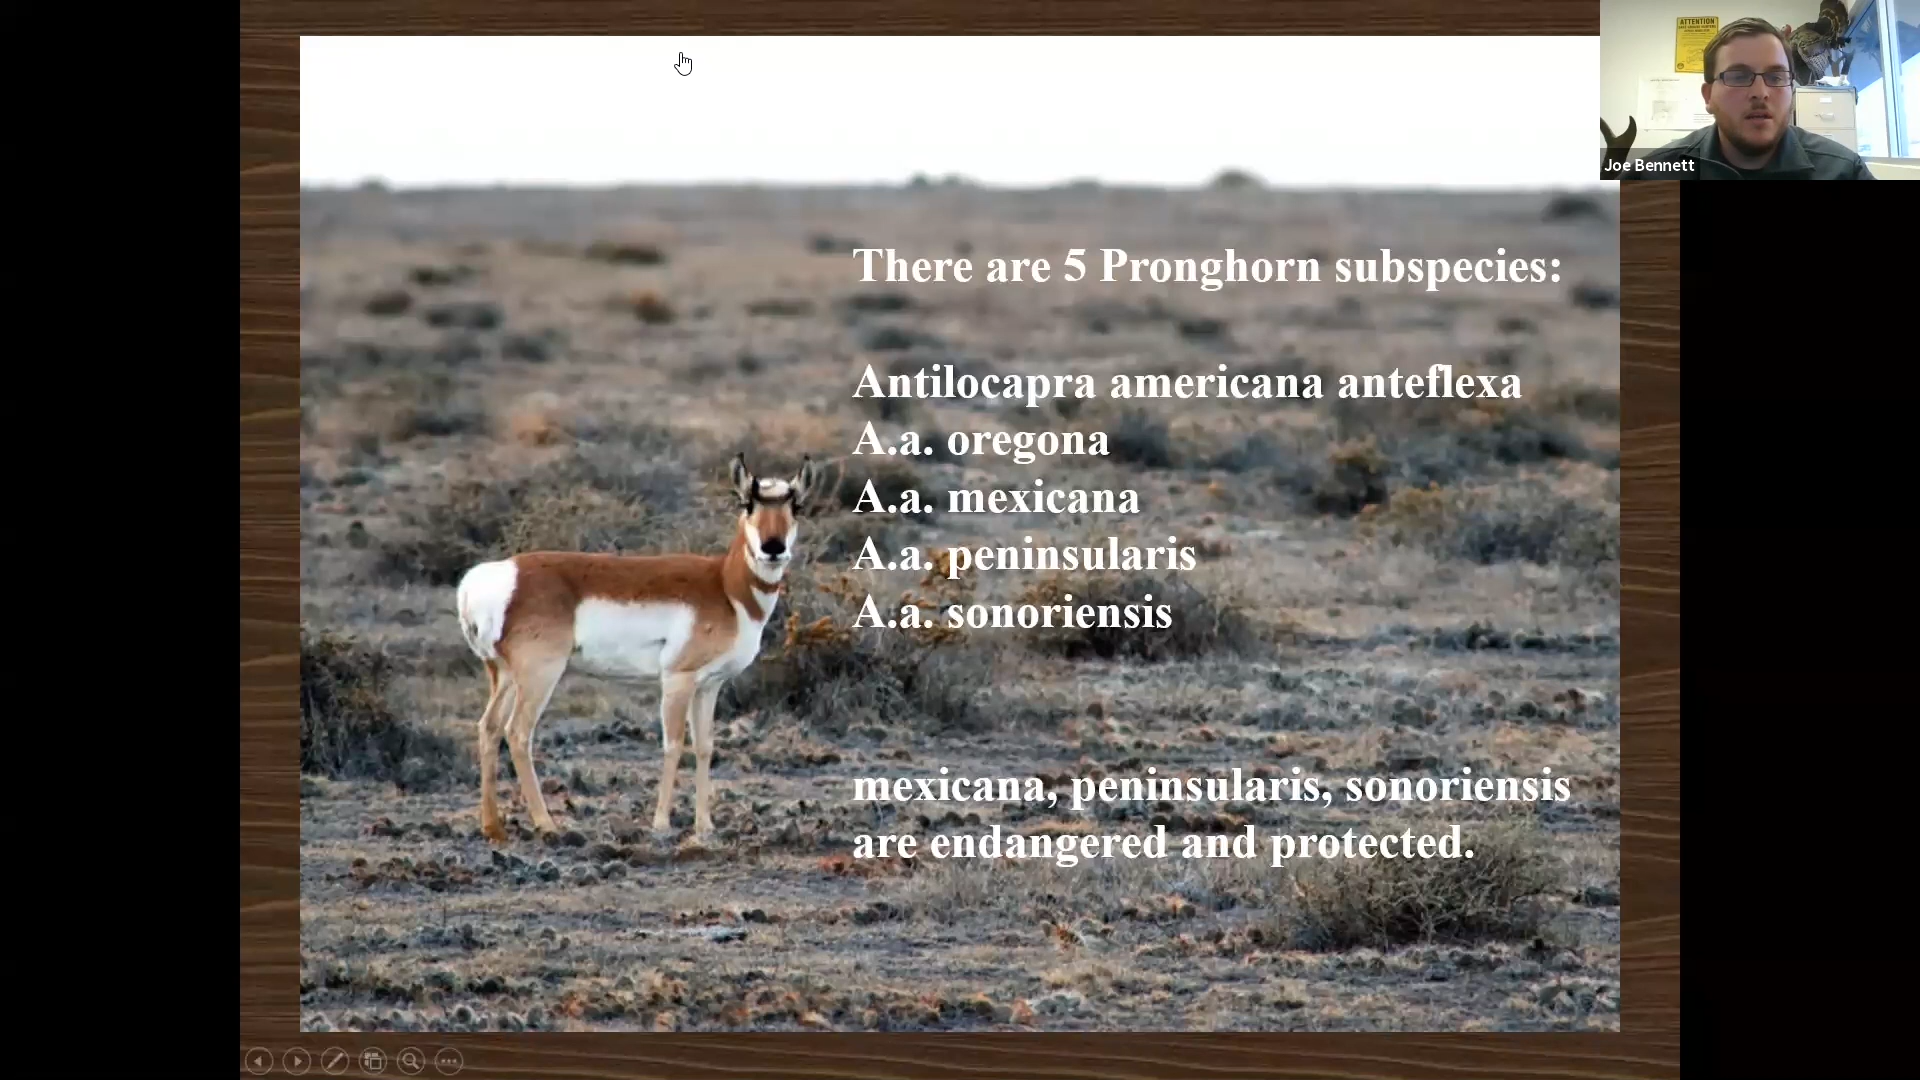 ATTENTION
Joe Bennett
There are 5 Pronghorn subspecies:
Antilocapra americana anteflexa
A.a. oregona
A.a. mexicana
A.a. peninsularis
A.a. sonoriensis
mexicana, peninsularis, sonoriensis
are endangered and protected.